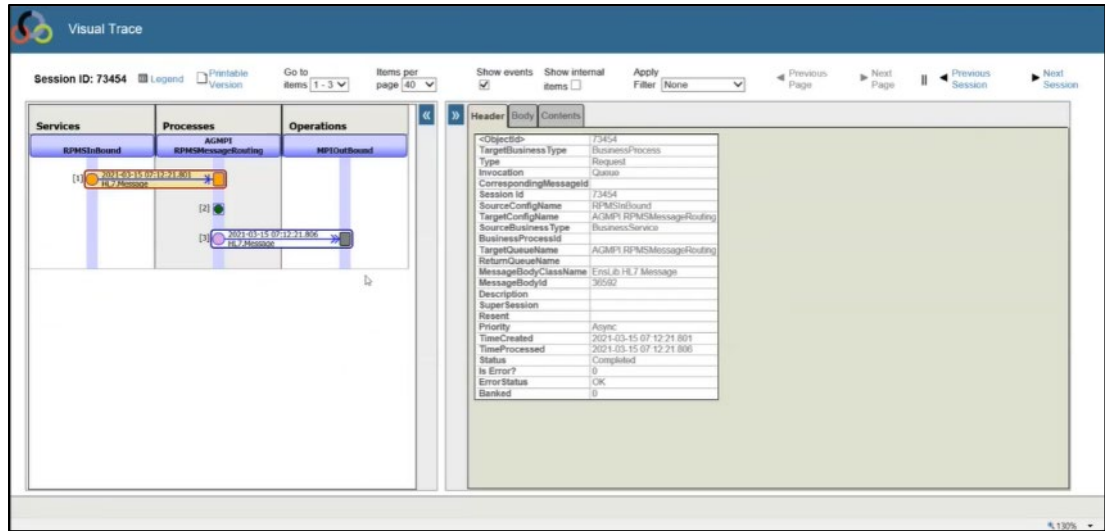 Visual Trace
Session ID: 73454 Legend Printable Version Go to items 1 - 3 Items per page 40 Show events Show internal items Apply Filter None Previous Page Next Page Previous Session Next Session
Services Processes Operations
RPMSInBound AGMPI RPMSMessageRouting MPIOutBound
[1] 2021-03-15 07:12:21.801
HL7.Message
[2]
[3] 2021-03-15 07:12:21.806
HL7.Message
Header Body Contents
<ObjectId> 73454
TargetBusinessType BusinessProcess
Type Request
Invocation Queue
CorrespondingMessageId
Session Id 73454
SourceConfigName RPMSInBound
TargetConfigName AGMPI.RPMSMessageRouting
SourceBusinessType BusinessService
BusinessProcessId
TargetQueueName AGMPI.RPMSMessageRouting
ReturnQueueName
MessageBodyClassName EnsLib.HL7.Message
MessageBodyId 36592
Description
SuperSession
Resent
Priority Async
TimeCreated 2021-03-15 07:12:21.801
TimeProcessed 2021-03-15 07:12:21.806
Status Completed
Is Error? 0
ErrorStatus OK
Banked 0
130%